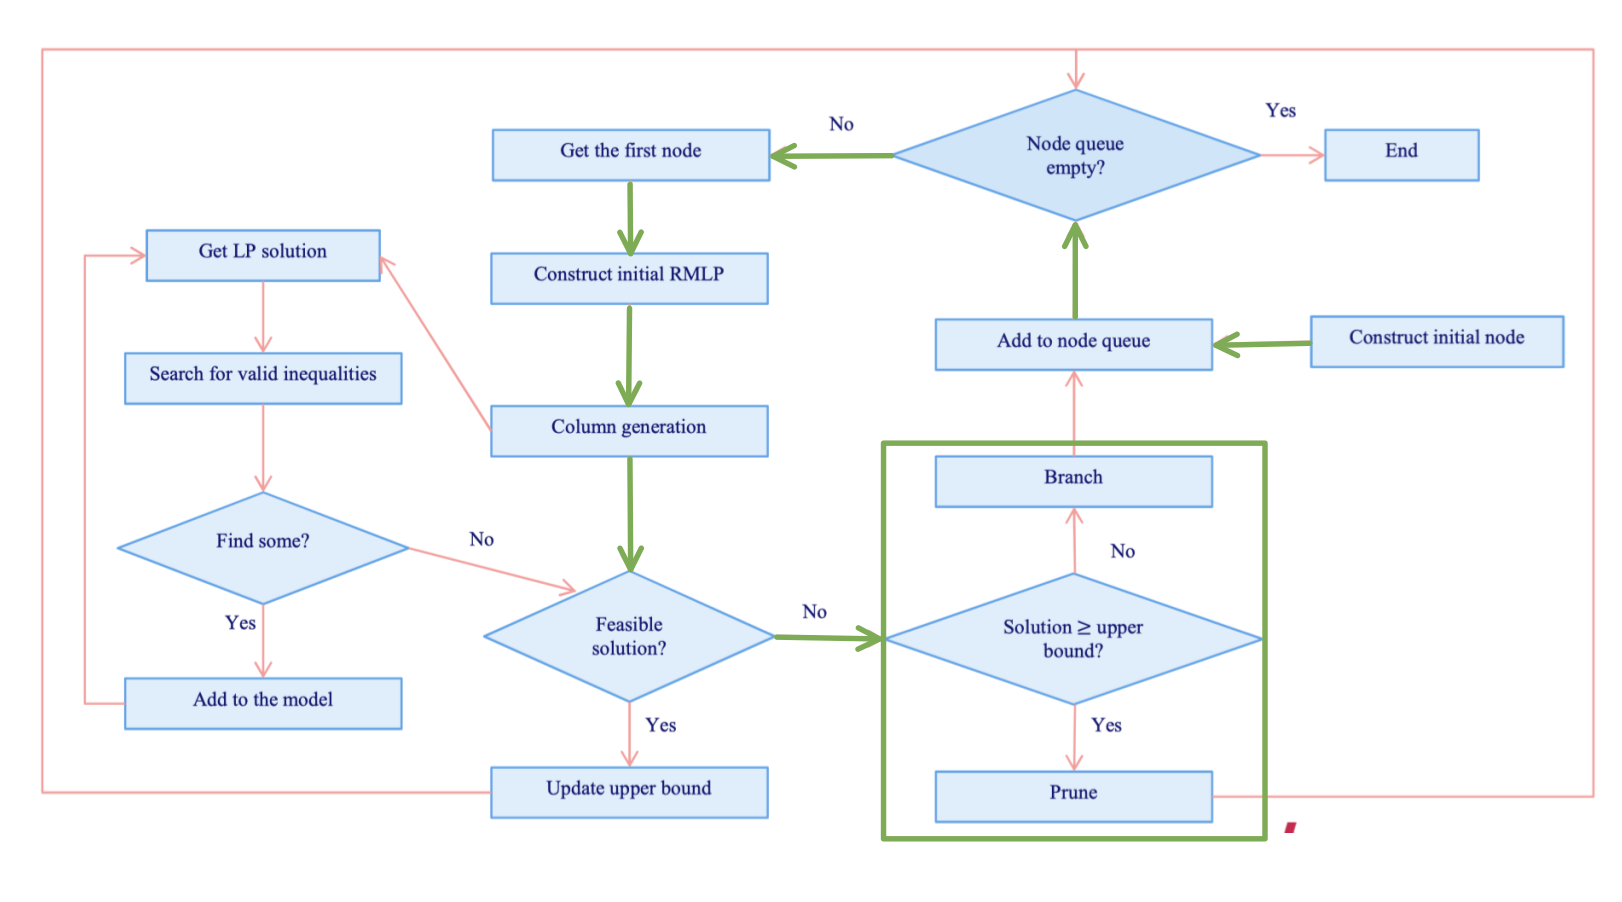 Yes
No
Node queue
empty?
Get the first node
End
Get LP solution
Construct initial RMLP
Add to node queue
Construct initial node
Search for valid inequalities
Column generation
Branch
Find some?
No
No
Yes
Feasible
solution?
No
Solution ≥ upper
bound?
Add to the model
Yes
Yes
Update upper bound
Prune